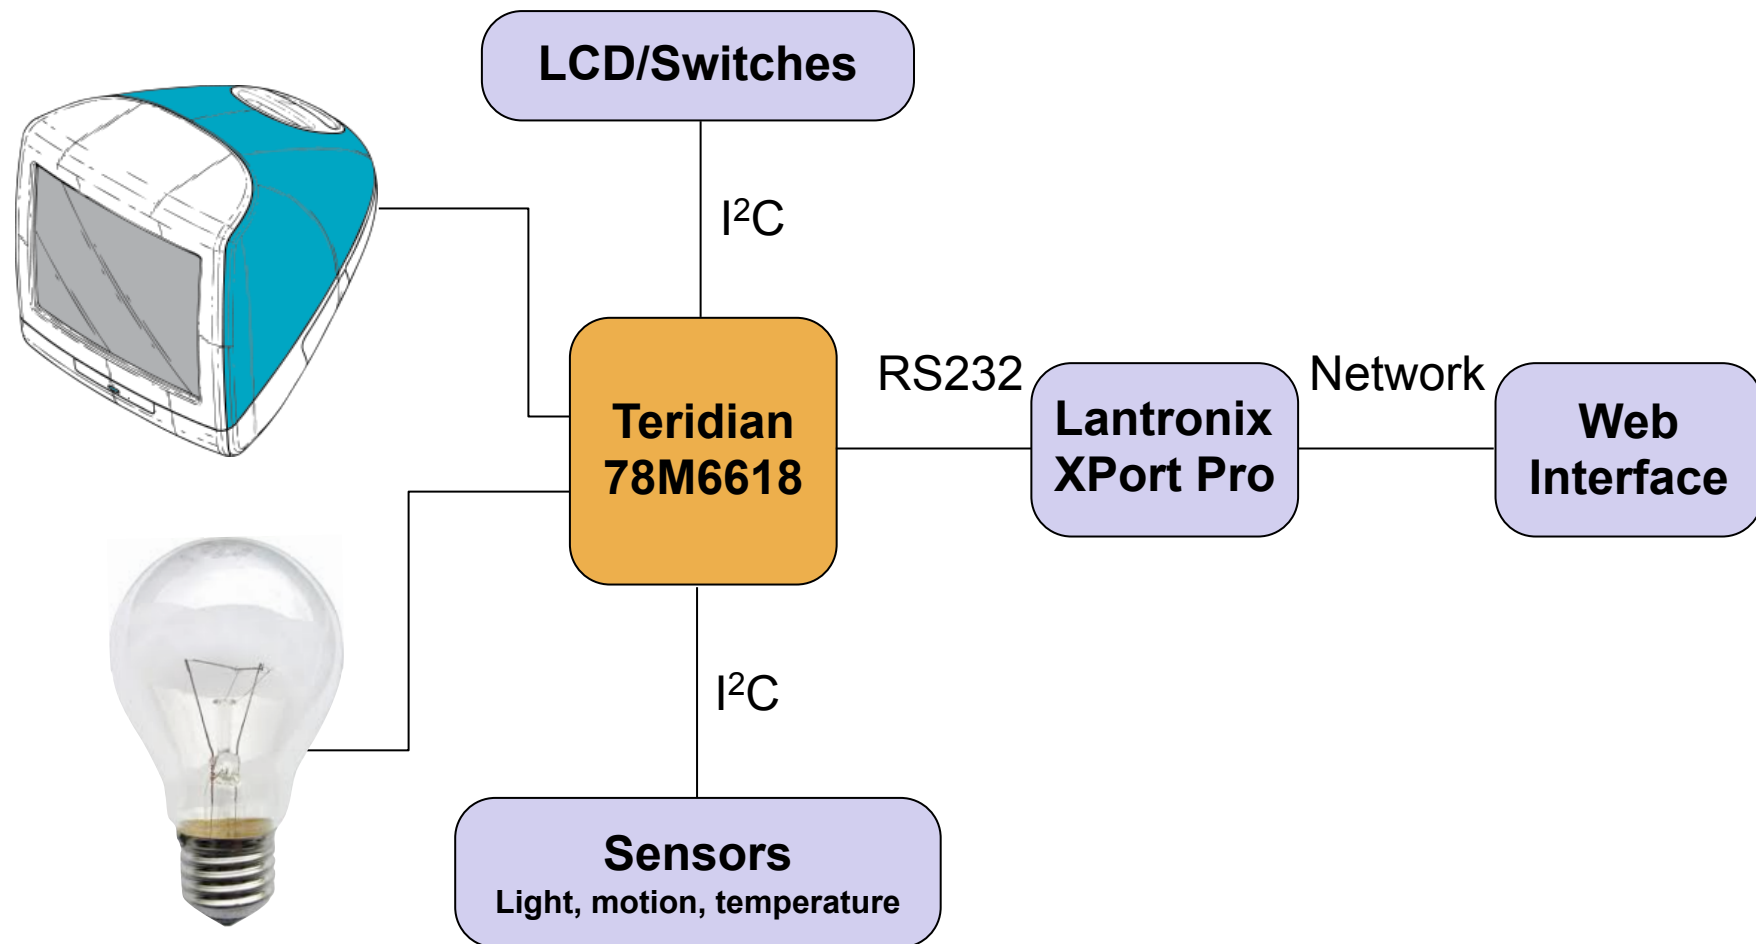 LCD/Switches
I²C
RS232
Network
Teridian
78M6618
Lantronix
XPort Pro
Web
Interface
I²C
Sensors
Light, motion, temperature